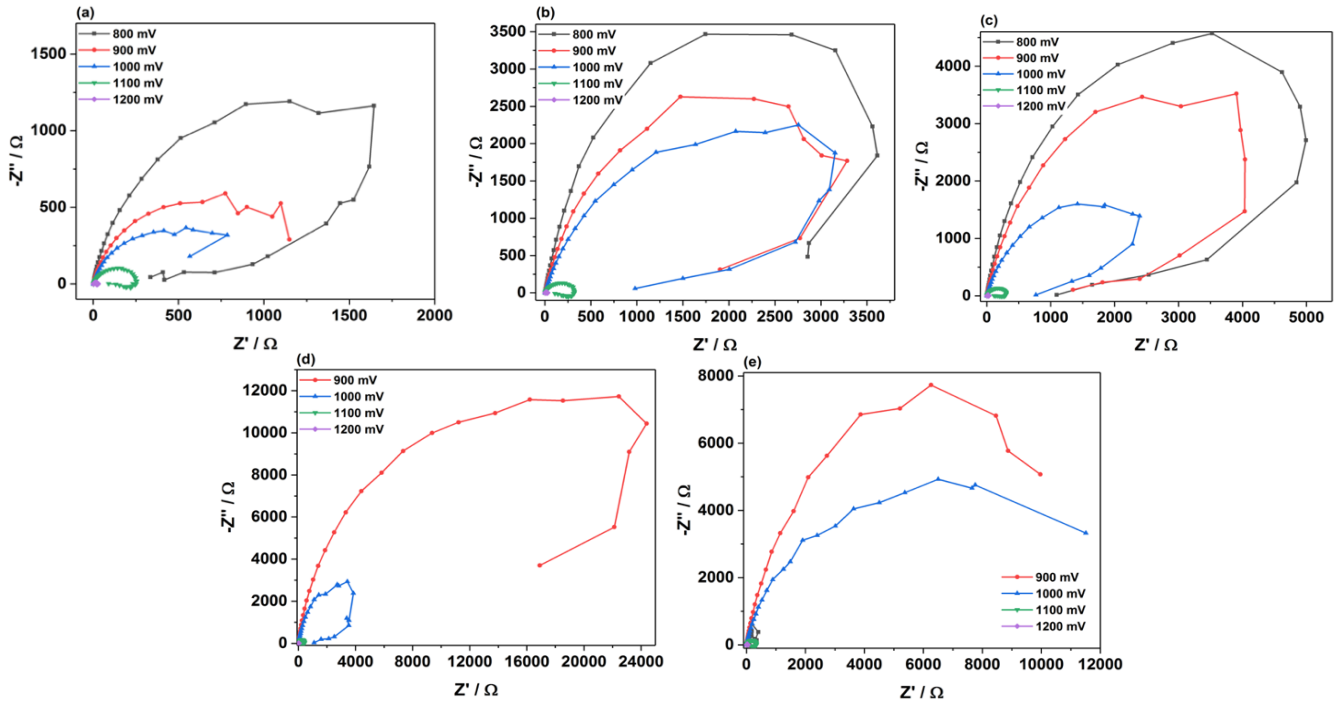 (a)
800 mV
900 mV
1000 mV
1100 mV
1200 mV
1500
1000
500
0
-Z'' / Ω
0 500 1000 1500 2000
Z' / Ω
(b)
800 mV
900 mV
1000 mV
1100 mV
1200 mV
3500
3000
2500
2000
1500
1000
500
0
-Z'' / Ω
0 500 1000 1500 2000 2500 3000 3500
Z' / Ω
(c)
800 mV
900 mV
1000 mV
1100 mV
1200 mV
4000
3000
2000
1000
0
-Z'' / Ω
0 1000 2000 3000 4000 5000
Z' / Ω
(d)
900 mV
1000 mV
1100 mV
1200 mV
12000
10000
8000
6000
4000
2000
0
-Z'' / Ω
0 4000 8000 12000 16000 20000 24000
Z' / Ω
(e)
8000
6000
4000
2000
0
-Z'' / Ω
900 mV
1000 mV
1100 mV
1200 mV
0 2000 4000 6000 8000 10000 12000
Z' / Ω